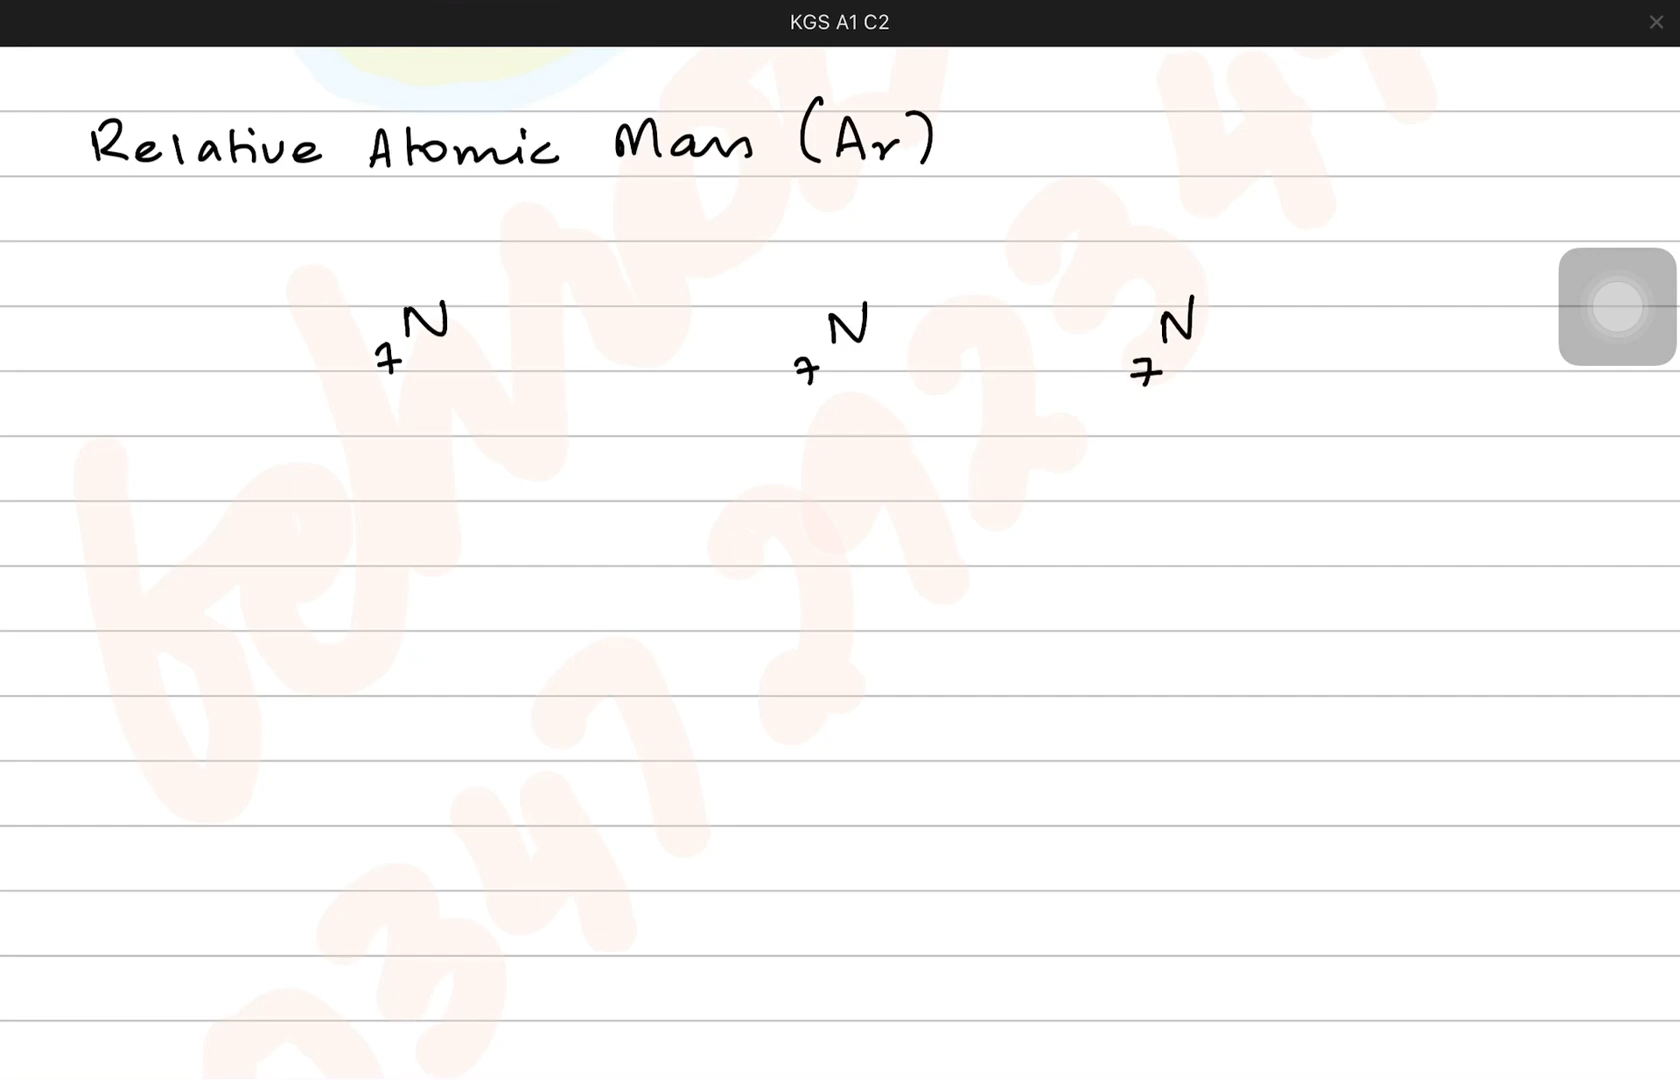 KGS A1 C2
Relative Atomic Mass (Ar)
₇N ₇N ₇N